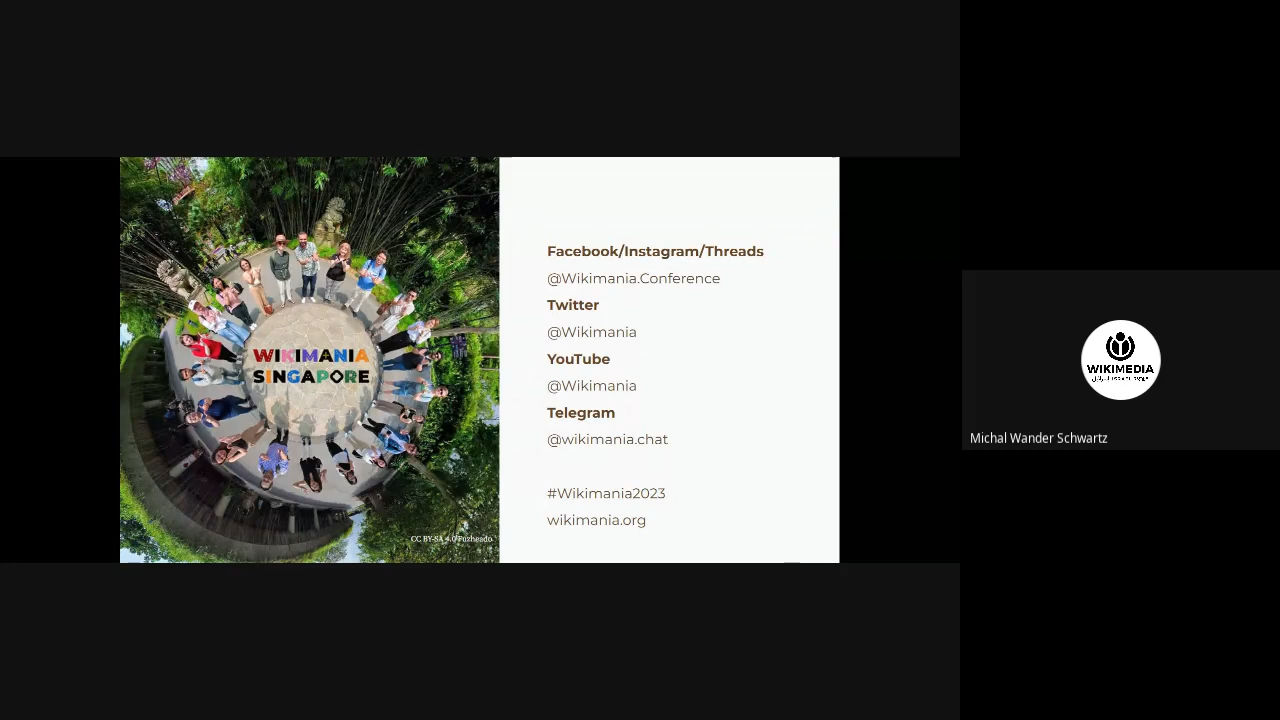 WIKIMANIA
SINGAPORE
CC BY-SA 4.0 Fuzheado
Facebook/Instagram/Threads
@Wikimania.Conference
Twitter
@Wikimania
YouTube
@Wikimania
Telegram
@wikimania.chat
#Wikimania2023
wikimania.org
WIKIMEDIA
Michal Wander Schwartz